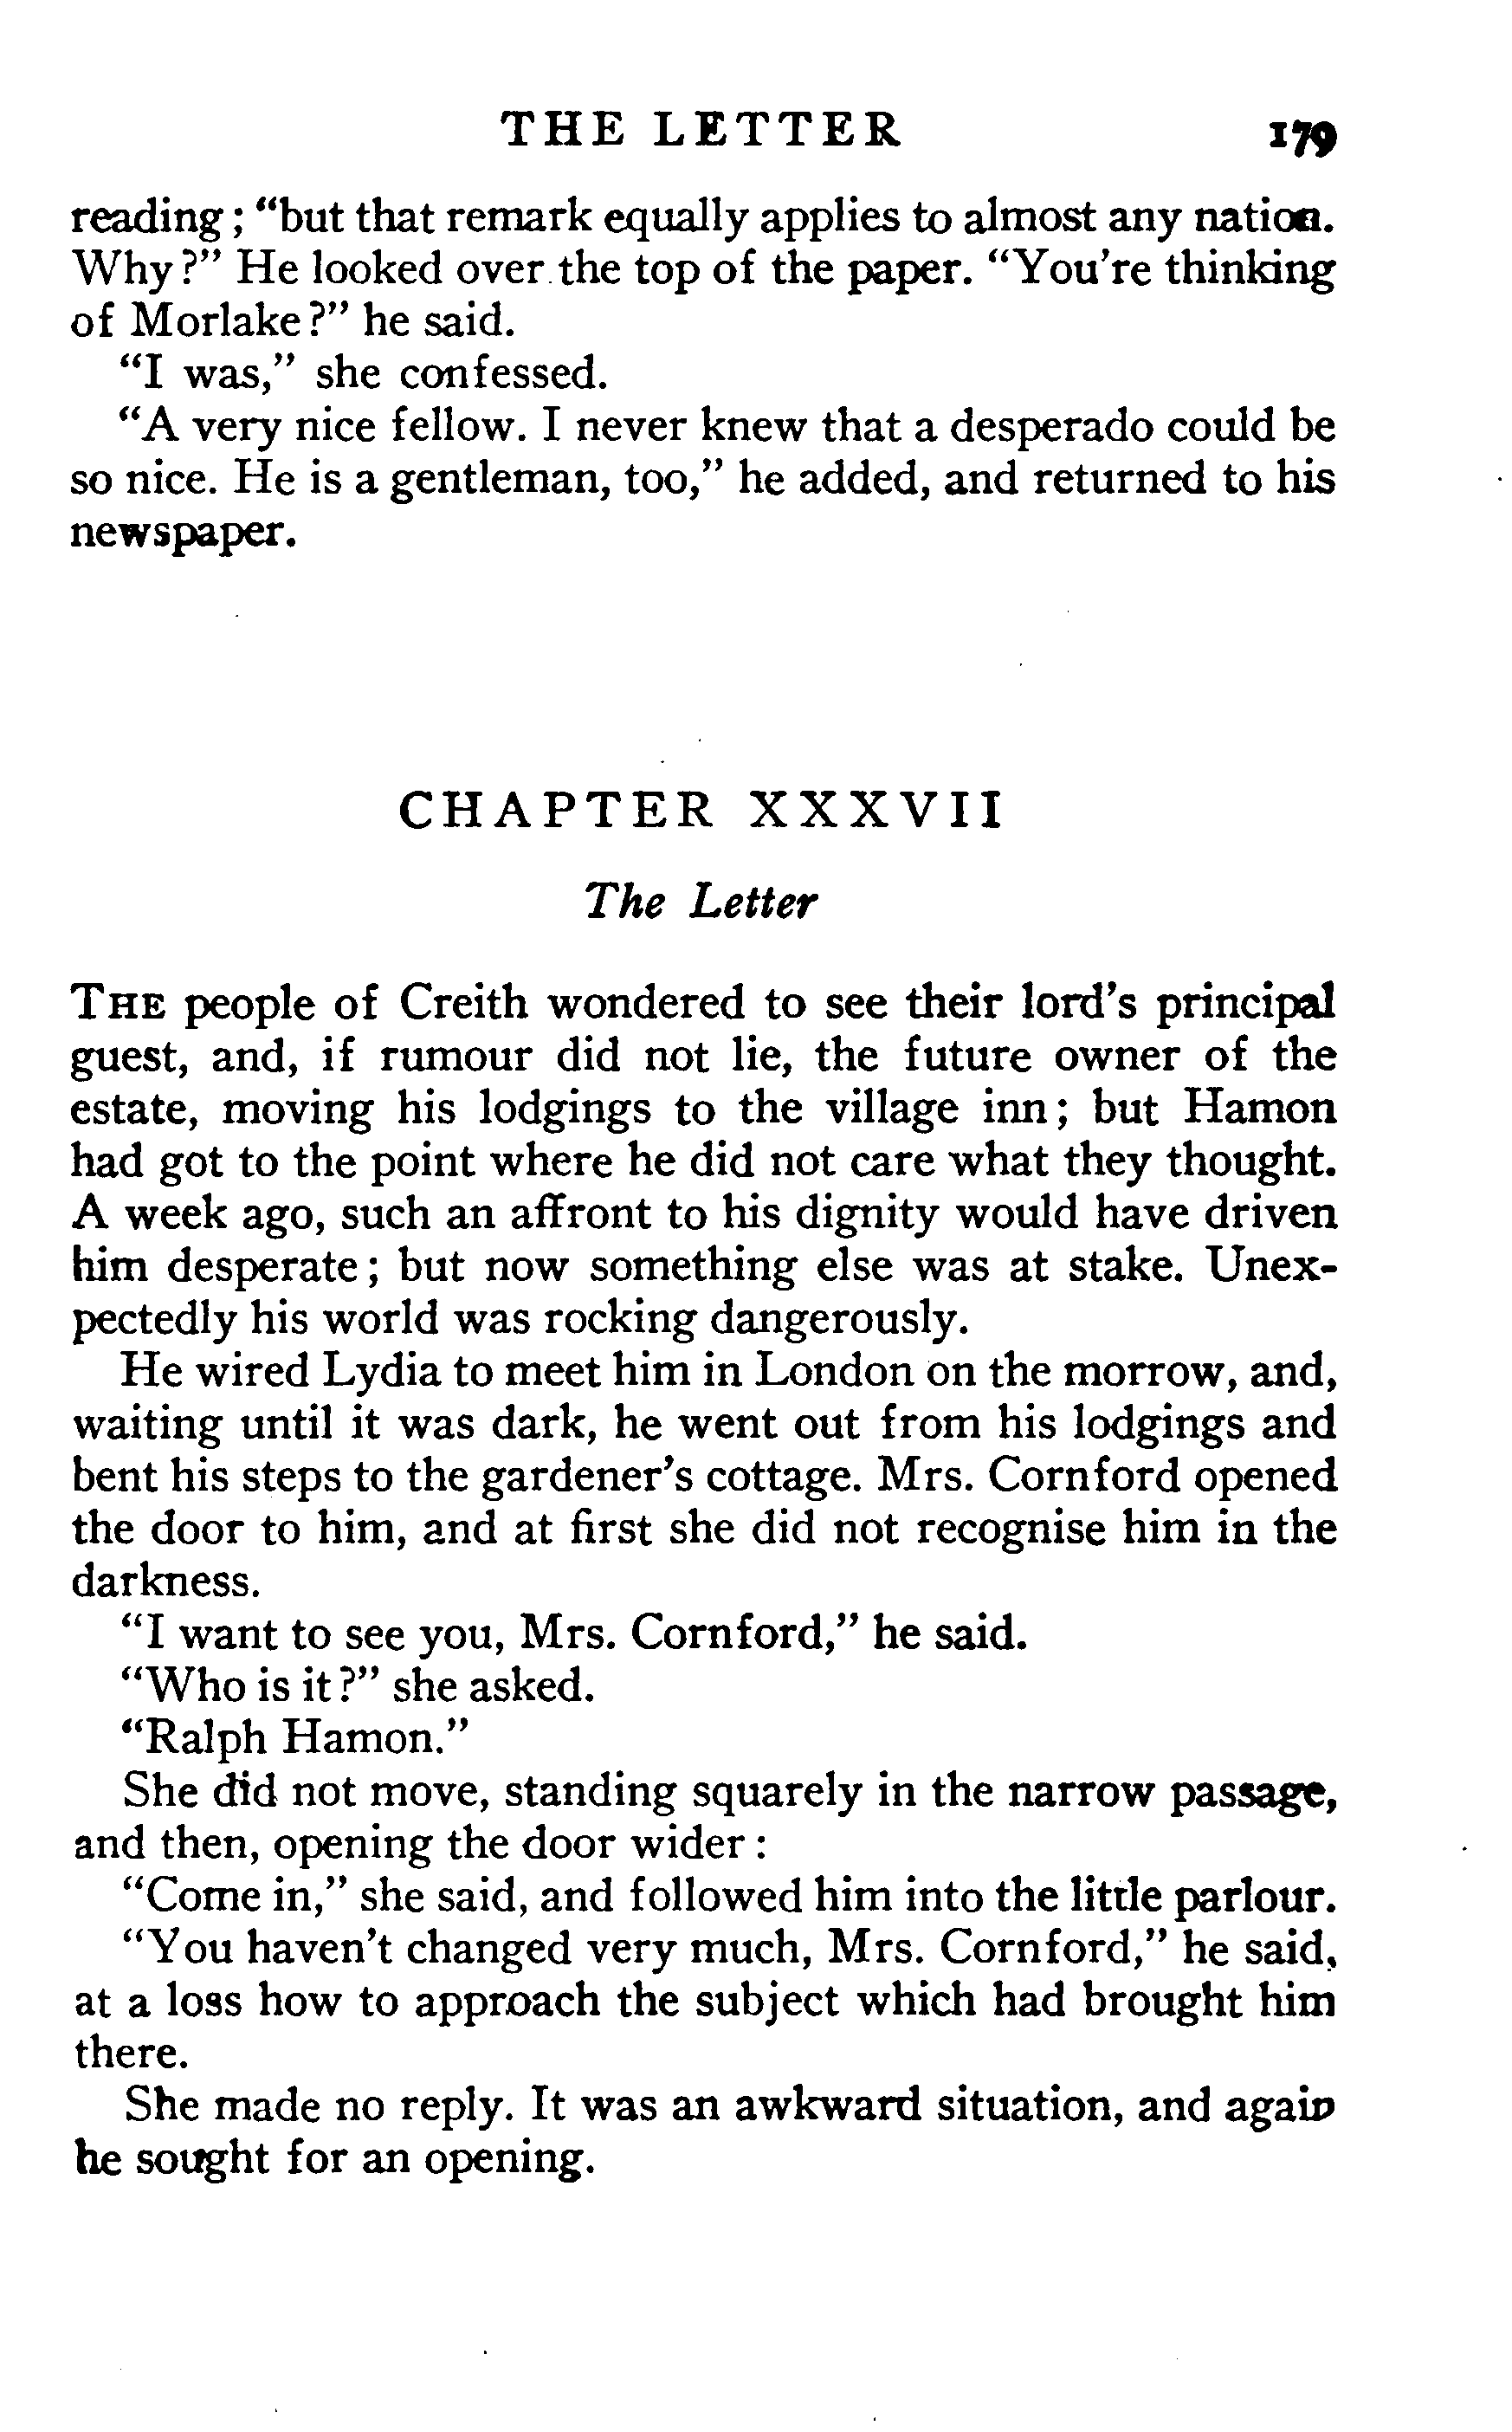 THE LETTER 179
reading; "but that remark equally applies to almost any nation.
Why?" He looked over the top of the paper. "You're thinking
of Morlake?" he said.
"I was," she confessed.
"A very nice fellow. I never knew that a desperado could be
so nice. He is a gentleman, too," he added, and returned to his
newspaper.
CHAPTER XXXVII
The Letter
THE people of Creith wondered to see their lord's principal
guest, and, if rumour did not lie, the future owner of the
estate, moving his lodgings to the village inn; but Hamon
had got to the point where he did not care what they thought.
A week ago, such an affront to his dignity would have driven
him desperate; but now something else was at stake. Unex-
pectedly his world was rocking dangerously.
He wired Lydia to meet him in London on the morrow, and,
waiting until it was dark, he went out from his lodgings and
bent his steps to the gardener's cottage. Mrs. Cornford opened
the door to him, and at first she did not recognise him in the
darkness.
"I want to see you, Mrs. Cornford," he said.
"Who is it?" she asked.
"Ralph Hamon."
She did not move, standing squarely in the narrow passage,
and then, opening the door wider:
"Come in," she said, and followed him into the little parlour.
"You haven't changed very much, Mrs. Cornford," he said,
at a loss how to approach the subject which had brought him
there.
She made no reply. It was an awkward situation, and again
he sought for an opening.